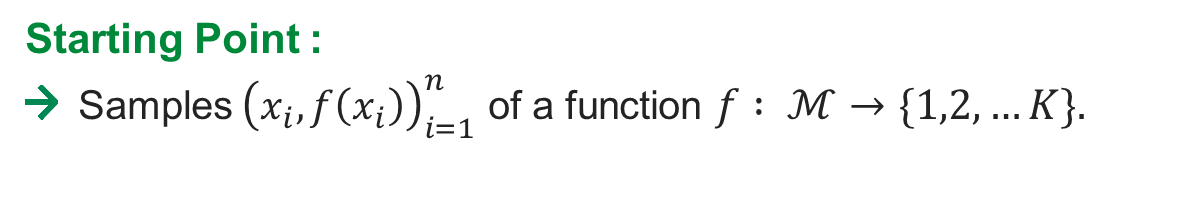 Starting Point :
→ Samples (xᵢ, f(xᵢ))ⁿᵢ₌₁ of a function f : ℳ → {1,2, … K}.